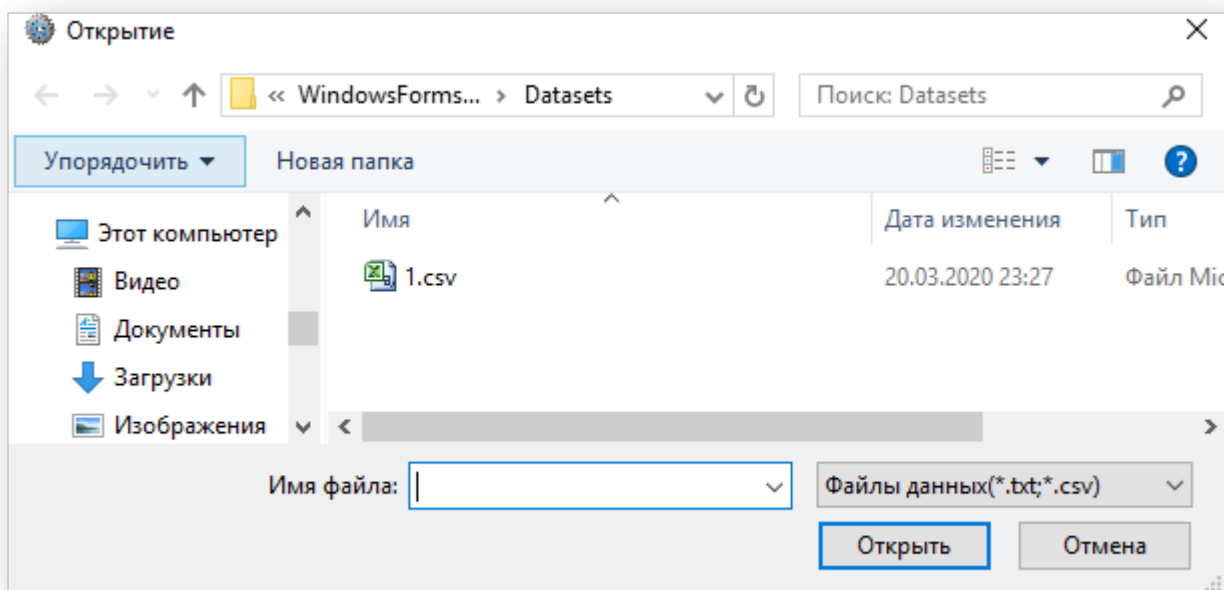 Открытие
« WindowsForms... › Datasets
Поиск: Datasets
Упорядочить
Новая папка
Имя
Дата изменения
Тип
Этот компьютер
Видео
Документы
Загрузки
Изображения
1.csv
20.03.2020 23:27
Файл Mic
Имя файла:
Файлы данных(*.txt;*.csv)
Открыть
Отмена